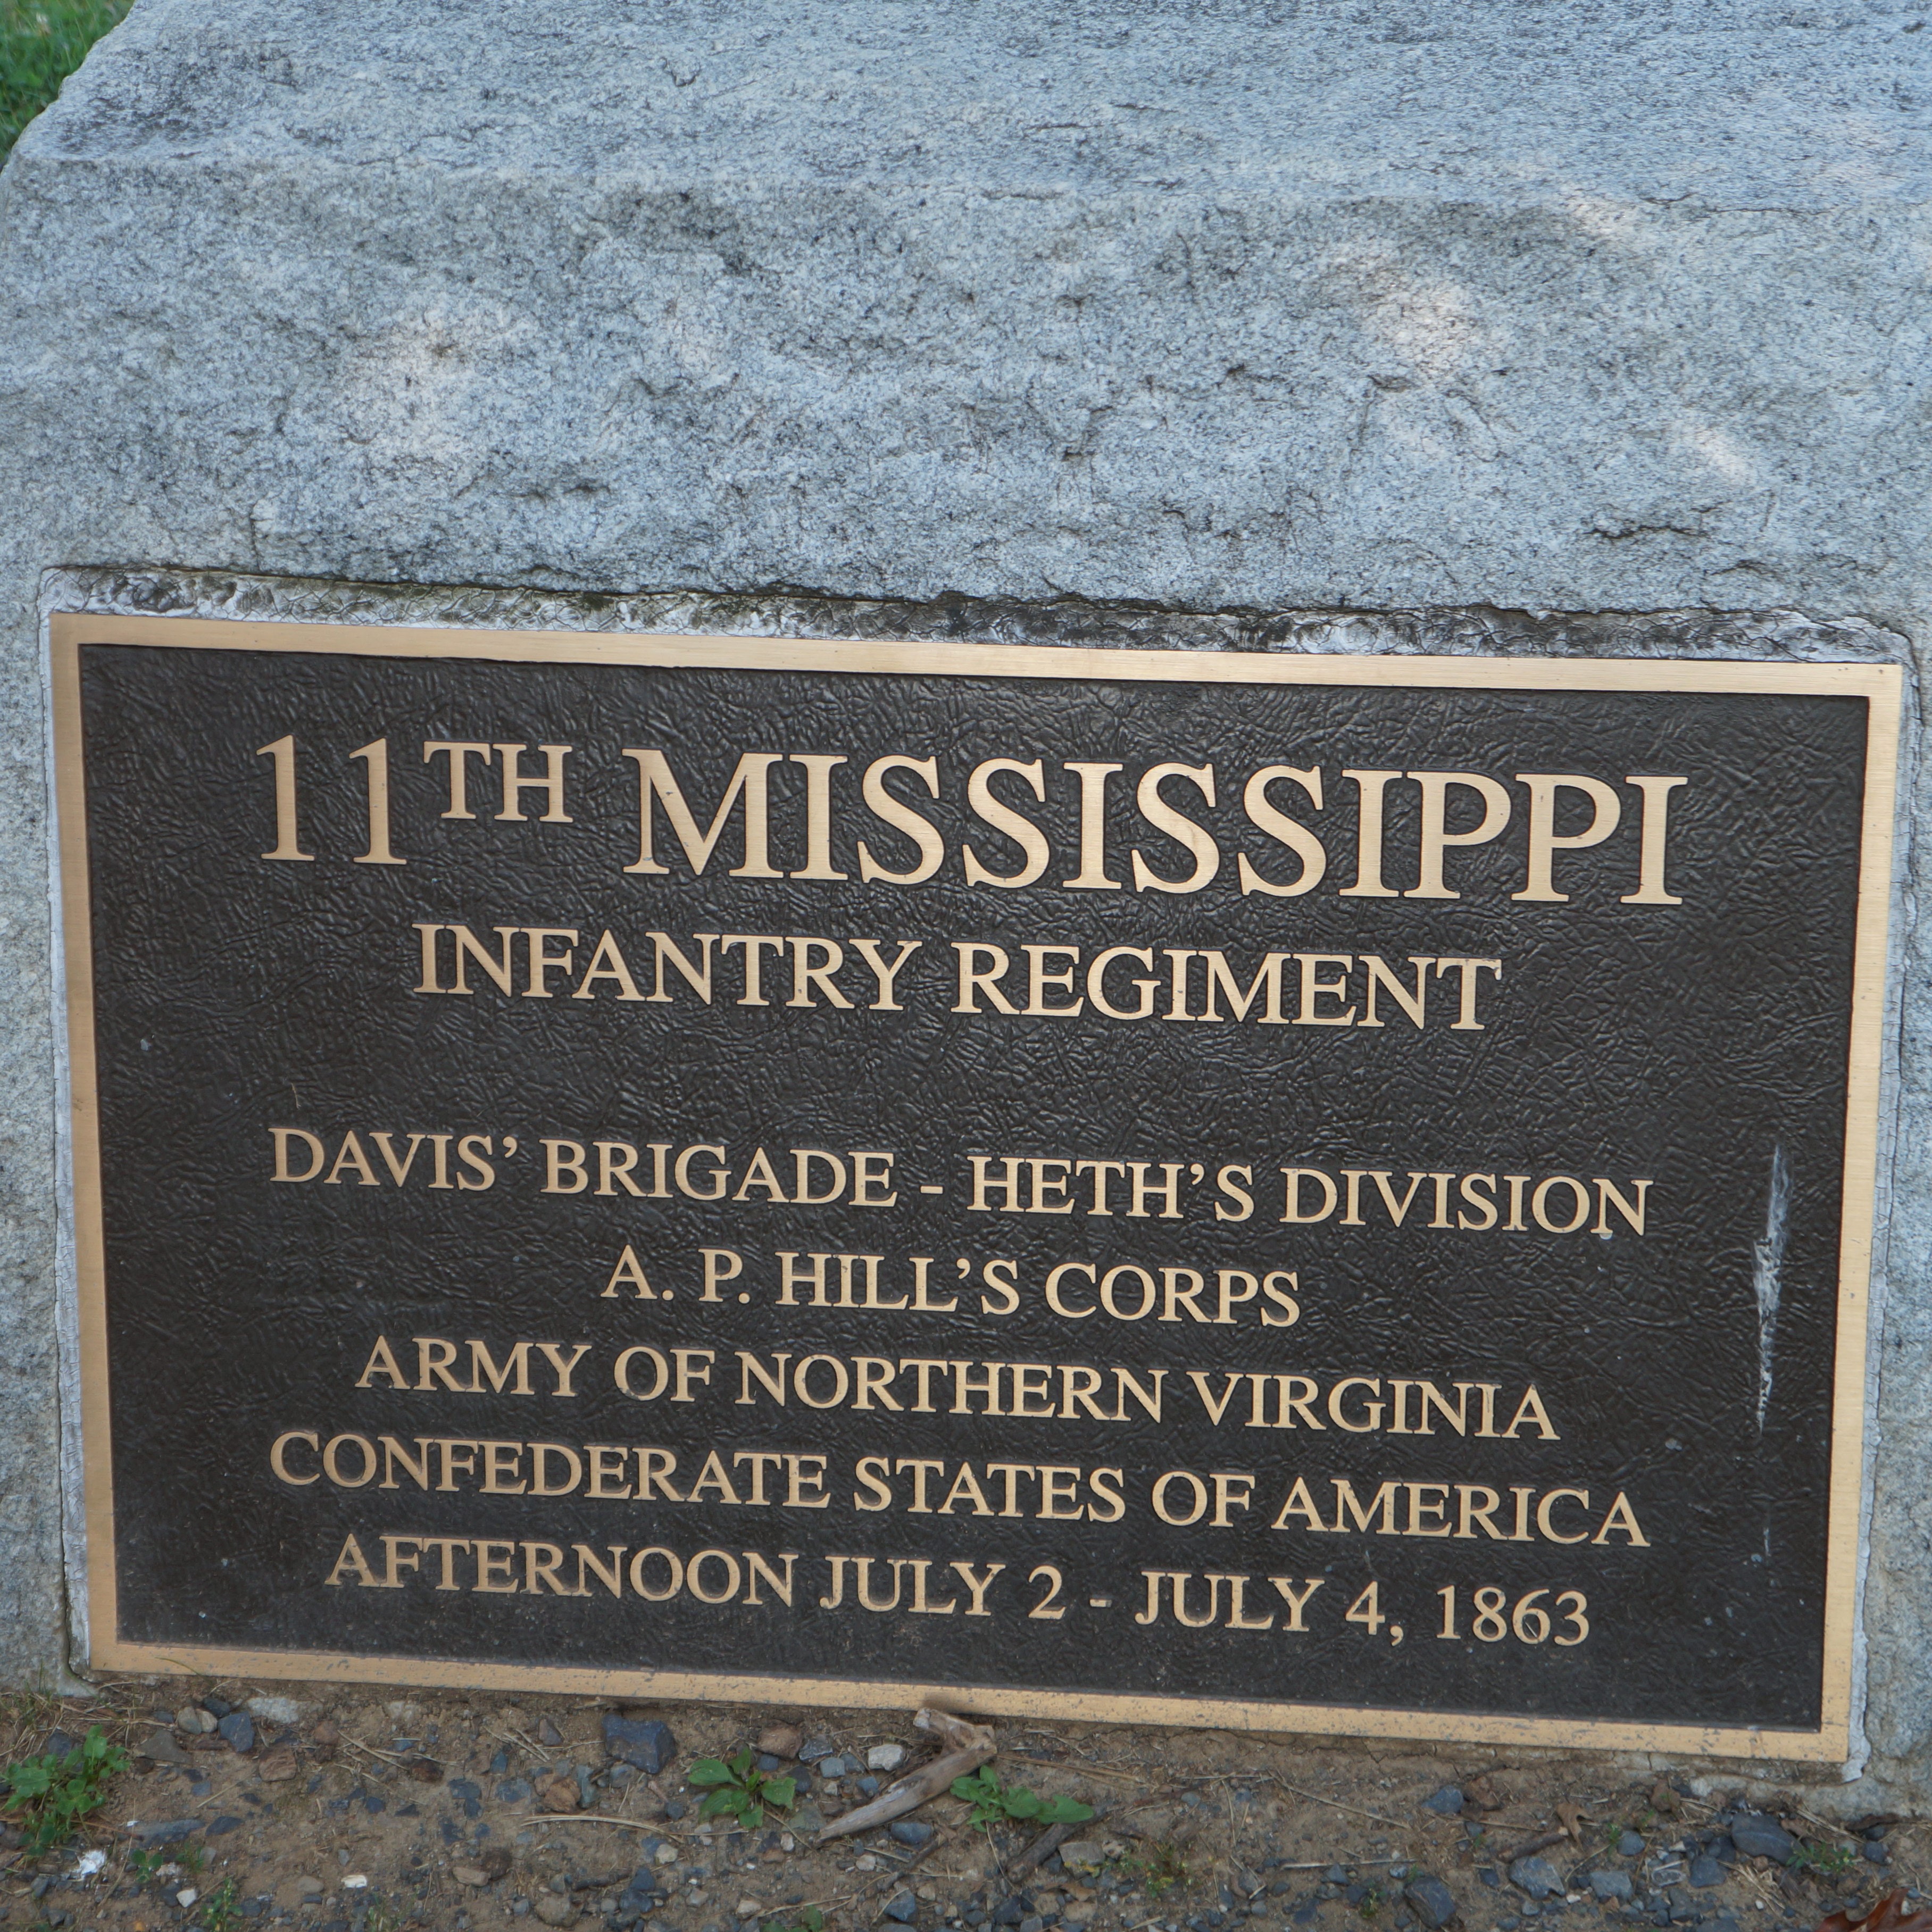 11TH MISSISSIPPI
INFANTRY REGIMENT
DAVIS’ BRIGADE - HETH’S DIVISION
A. P. HILL’S CORPS
ARMY OF NORTHERN VIRGINIA
CONFEDERATE STATES OF AMERICA
AFTERNOON JULY 2 - JULY 4, 1863